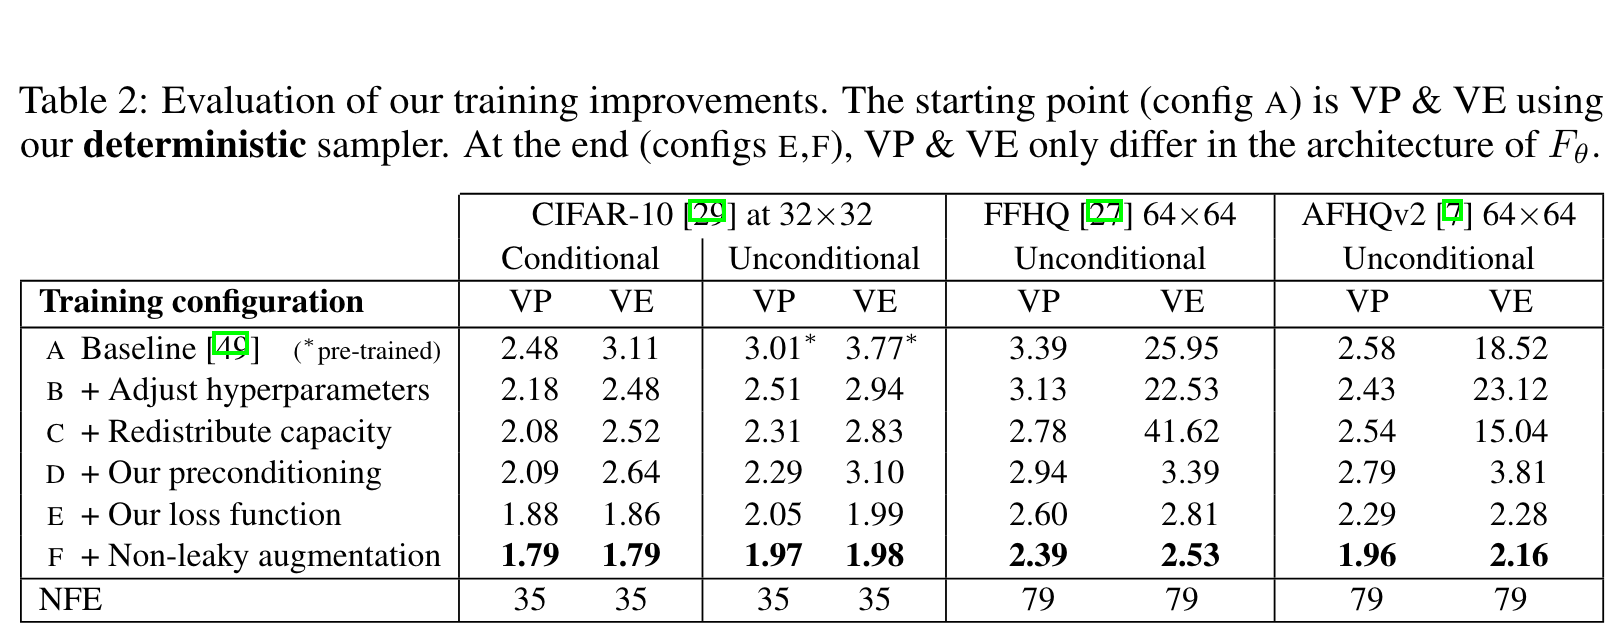 Table 2: Evaluation of our training improvements. The starting point (config A) is VP & VE using
our deterministic sampler. At the end (configs E,F), VP & VE only differ in the architecture of Fθ.
CIFAR-10 [29] at 32×32 FFHQ [27] 64×64 AFHQv2 [7] 64×64
Conditional Unconditional Unconditional Unconditional
Training configuration VP VE VP VE VP VE VP VE
A Baseline [49] (*pre-trained) 2.48 3.11 3.01* 3.77* 3.39 25.95 2.58 18.52
B + Adjust hyperparameters 2.18 2.48 2.51 2.94 3.13 22.53 2.43 23.12
C + Redistribute capacity 2.08 2.52 2.31 2.83 2.78 41.62 2.54 15.04
D + Our preconditioning 2.09 2.64 2.29 3.10 2.94 3.39 2.79 3.81
E + Our loss function 1.88 1.86 2.05 1.99 2.60 2.81 2.29 2.28
F + Non-leaky augmentation 1.79 1.79 1.97 1.98 2.39 2.53 1.96 2.16
NFE 35 35 35 35 79 79 79 79